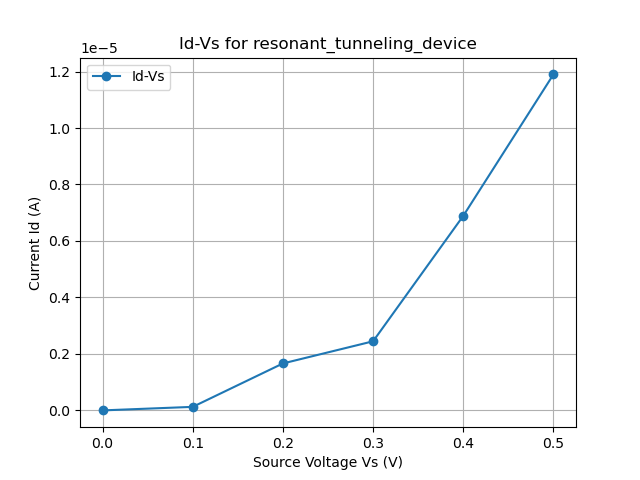 Id-Vs for resonant_tunneling_device
1e−5
Id-Vs
1.2
1.0
0.8
0.6
0.4
0.2
0.0
Current Id (A)
0.0 0.1 0.2 0.3 0.4 0.5
Source Voltage Vs (V)